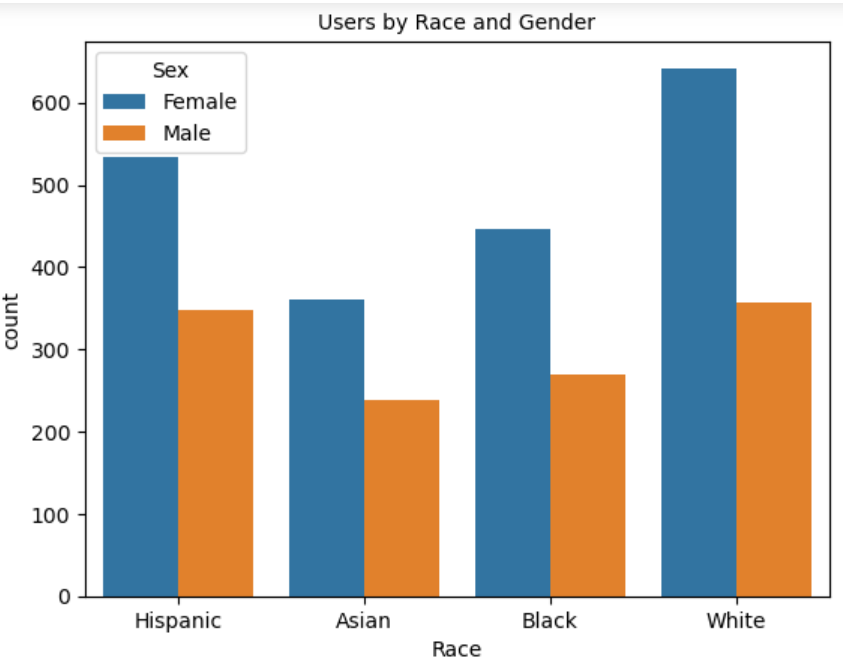 Users by Race and Gender
Sex
Female
Male
600
500
400
300
200
100
0
count
Hispanic Asian Black White
Race